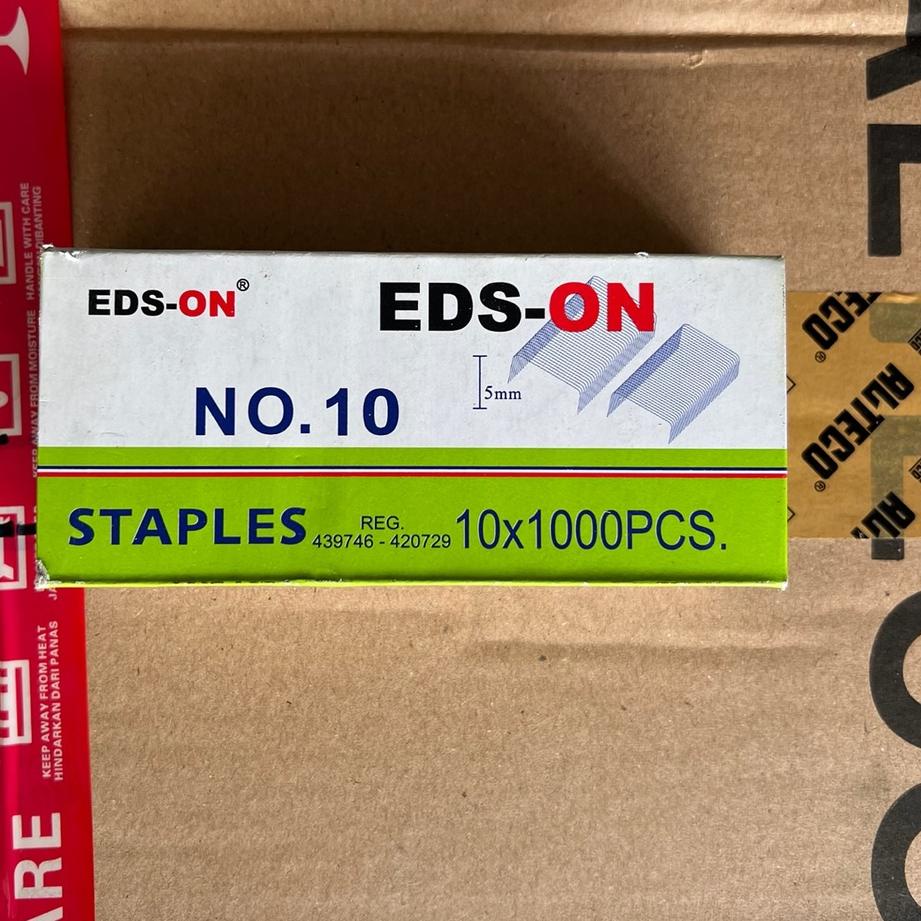 EDS-ON®
EDS-ON
5mm
NO.10
STAPLES
REG.
439746 - 420729
10x1000PCS.
HANDLE WITH CARE
KEEP AWAY FROM MOISTURE
KEEP AWAY FROM HEAT
HINDARKAN DARI PANAS
ARE
ALTECO®
ALTECO®